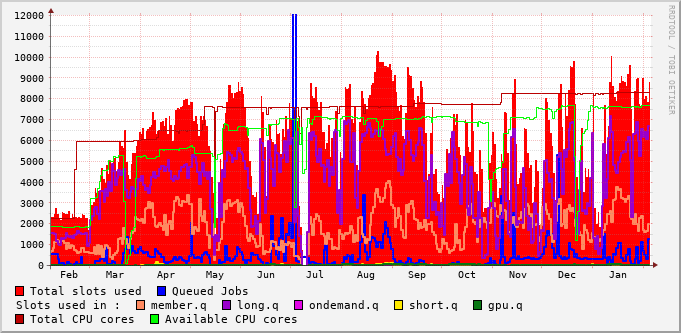 12000
11000
10000
9000
8000
7000
6000
5000
4000
3000
2000
1000
0
Feb Mar Apr May Jun Jul Aug Sep Oct Nov Dec Jan
RRDTOOL / TOBI OETIKER
Total slots used Queued Jobs
Slots used in : member.q long.q ondemand.q short.q gpu.q
Total CPU cores Available CPU cores